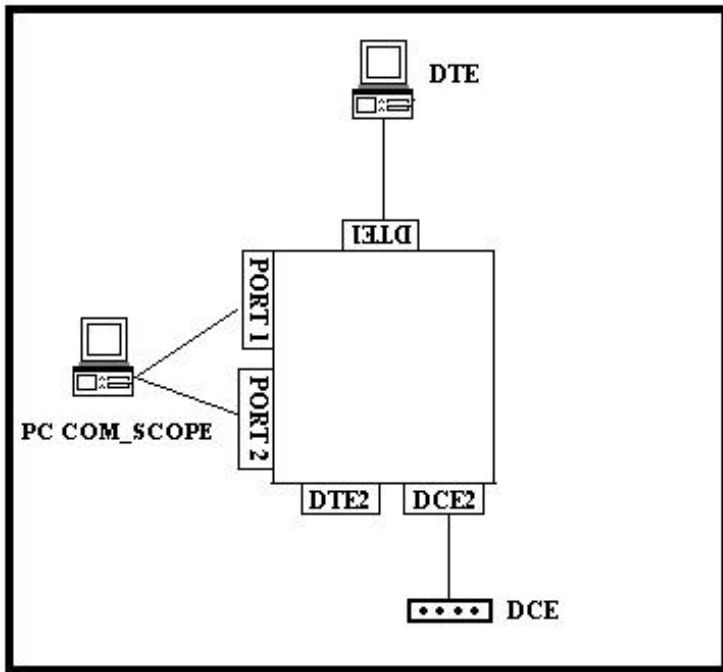 DTE
DTE1
PORT 1
PORT 2
PC COM_SCOPE
DTE2
DCE2
DCE